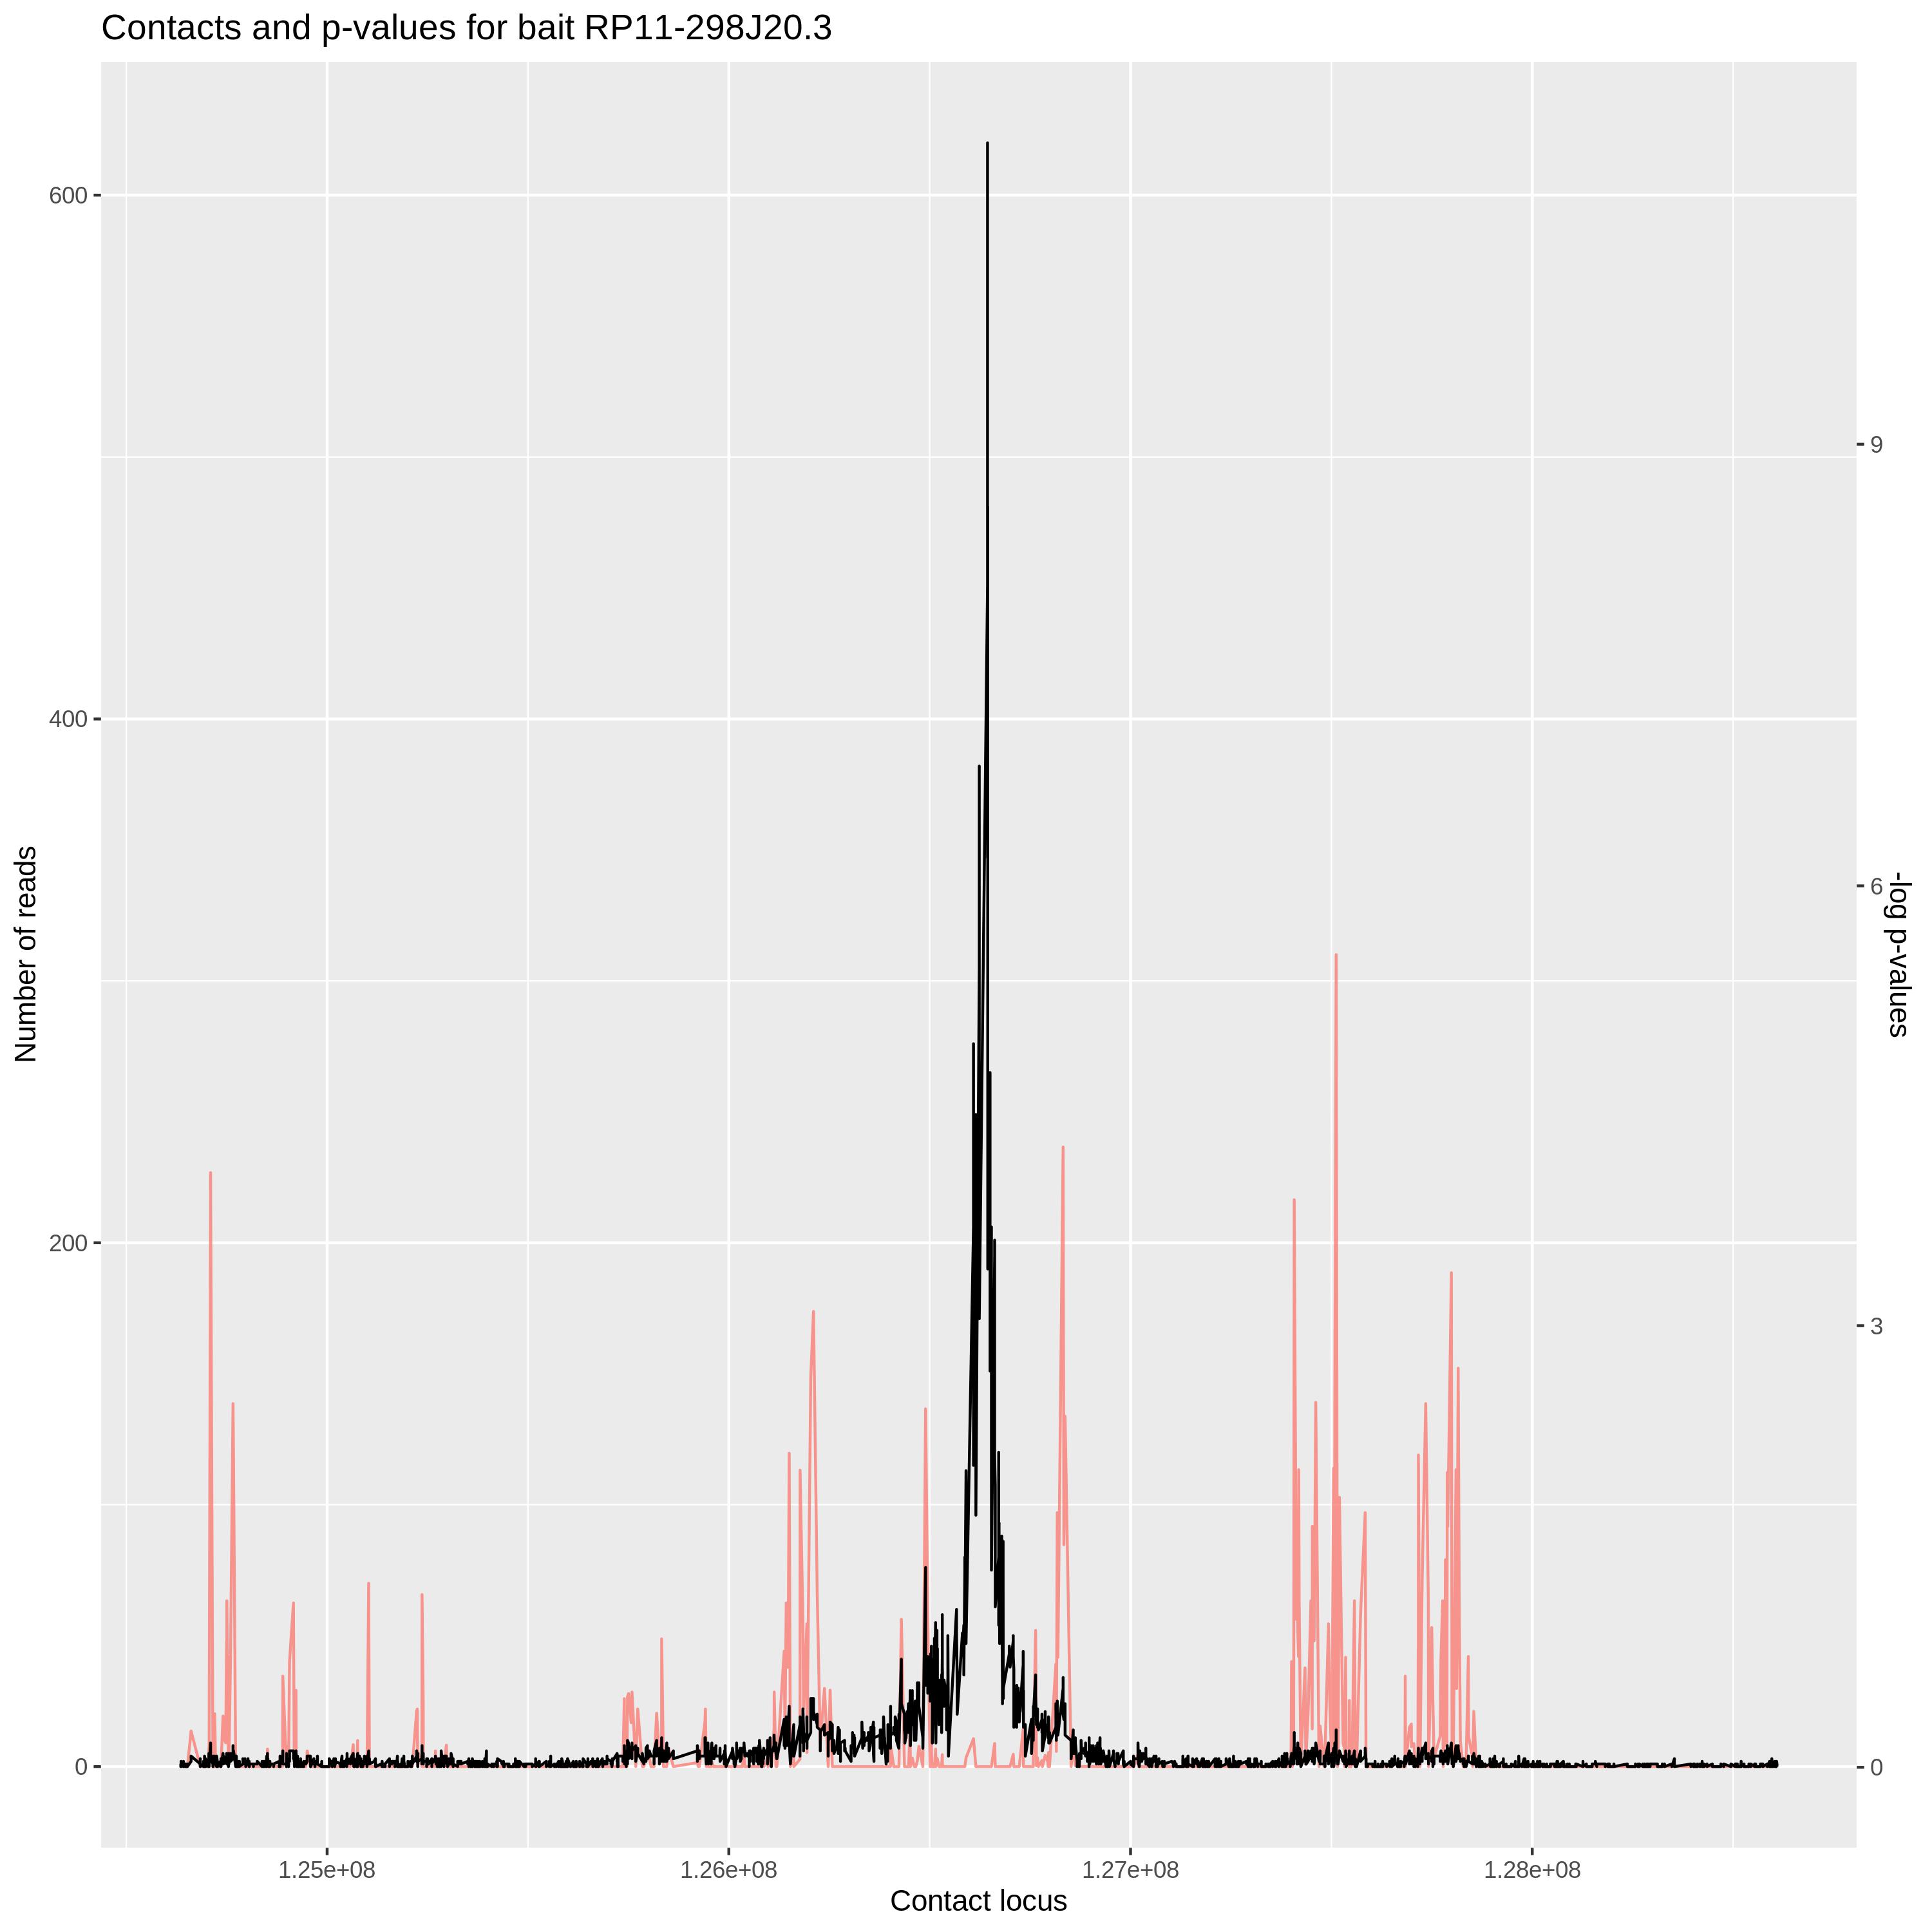 Contacts and p-values for bait RP11-298J20.3
600
400
200
0
Number of reads
9
6
3
0
-log p-values
1.25e+08
1.26e+08
1.27e+08
1.28e+08
Contact locus